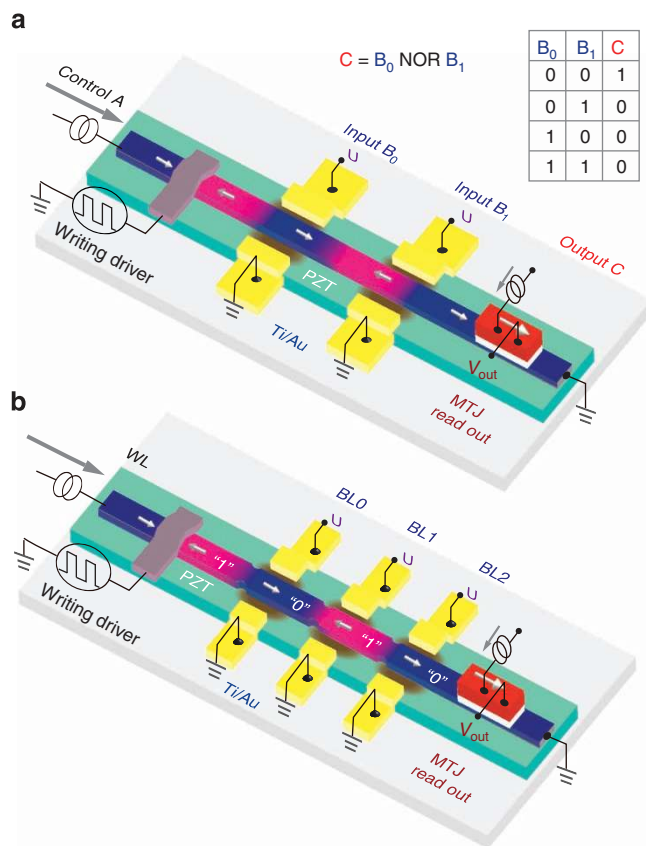 a
C = B₀ NOR B₁
B₀ B₁ C
0 0 1
0 1 0
1 0 0
1 1 0
Control A
Input B₀
U
Input B₁
U
Output C
Writing driver
PZT
Ti/Au
Vout
MTJ
read out
b
WL
BL0
U
BL1
U
BL2
U
"1"
"0"
"1"
"0"
PZT
Writing driver
Ti/Au
Vout
MTJ
read out